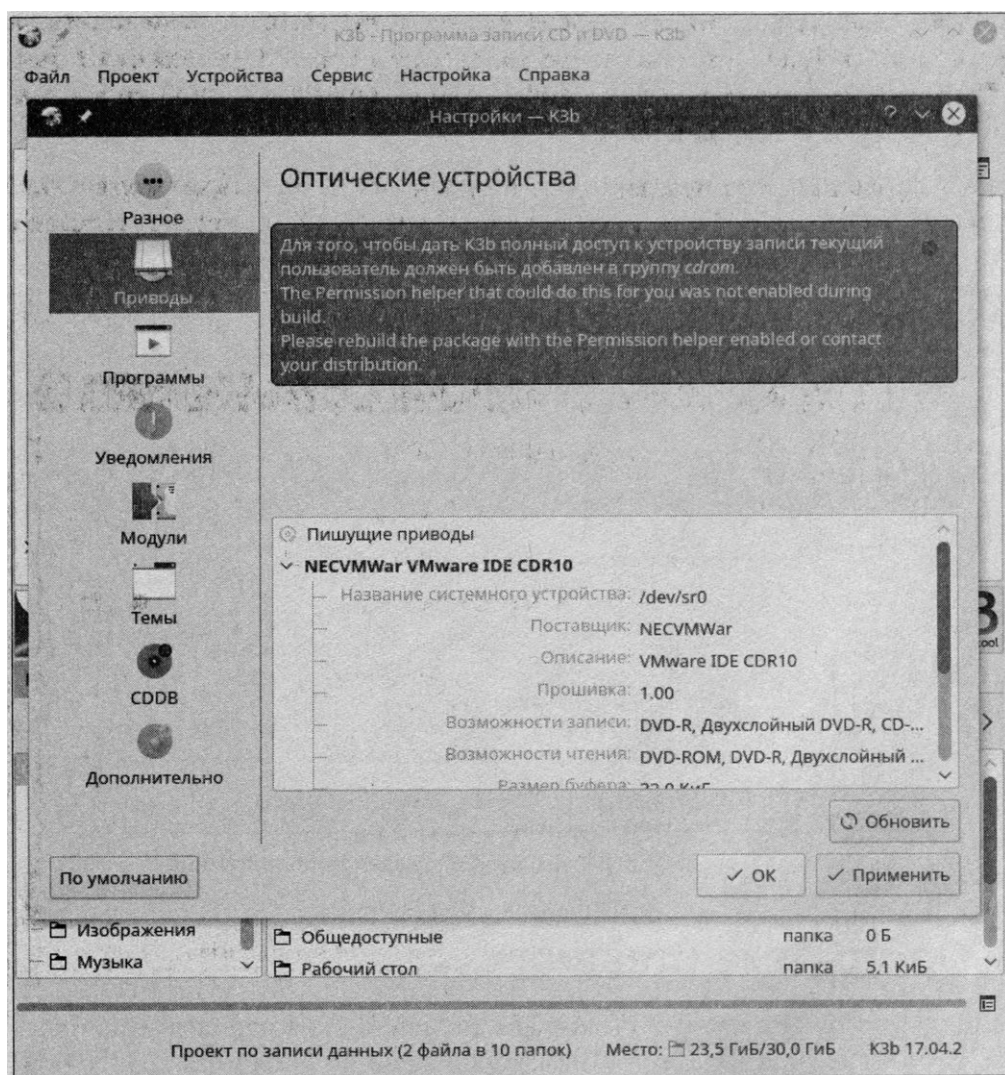 K3b - Программа записи CD и DVD — K3b
Файл Проект Устройства Сервис Настройка Справка
Настройки — K3b
Разное
Приводы
Программы
Уведомления
Модули
Темы
CDDB
Дополнительно
Оптические устройства
Для того, чтобы дать K3b полный доступ к устройству записи текущий
пользователь должен быть добавлен в группу cdrom.
The Permission helper that could do this for you was not enabled during
build.
Please rebuild the package with the Permission helper enabled or contact
your distribution.
Пишущие приводы
NECVMWar VMware IDE CDR10
Название системного устройства: /dev/sr0
Поставщик: NECVMWar
Описание: VMware IDE CDR10
Прошивка: 1.00
Возможности записи: DVD-R, Двухслойный DVD-R, CD-...
Возможности чтения: DVD-ROM, DVD-R, Двухслойный ...
Размер буфера:
Обновить
По умолчанию
ОК Применить
Изображения
Музыка
Общедоступные папка 0 Б
Рабочий стол папка 5,1 КиБ
Проект по записи данных (2 файла в 10 папок) Место: 23,5 ГиБ/30,0 ГиБ K3b 17.04.2